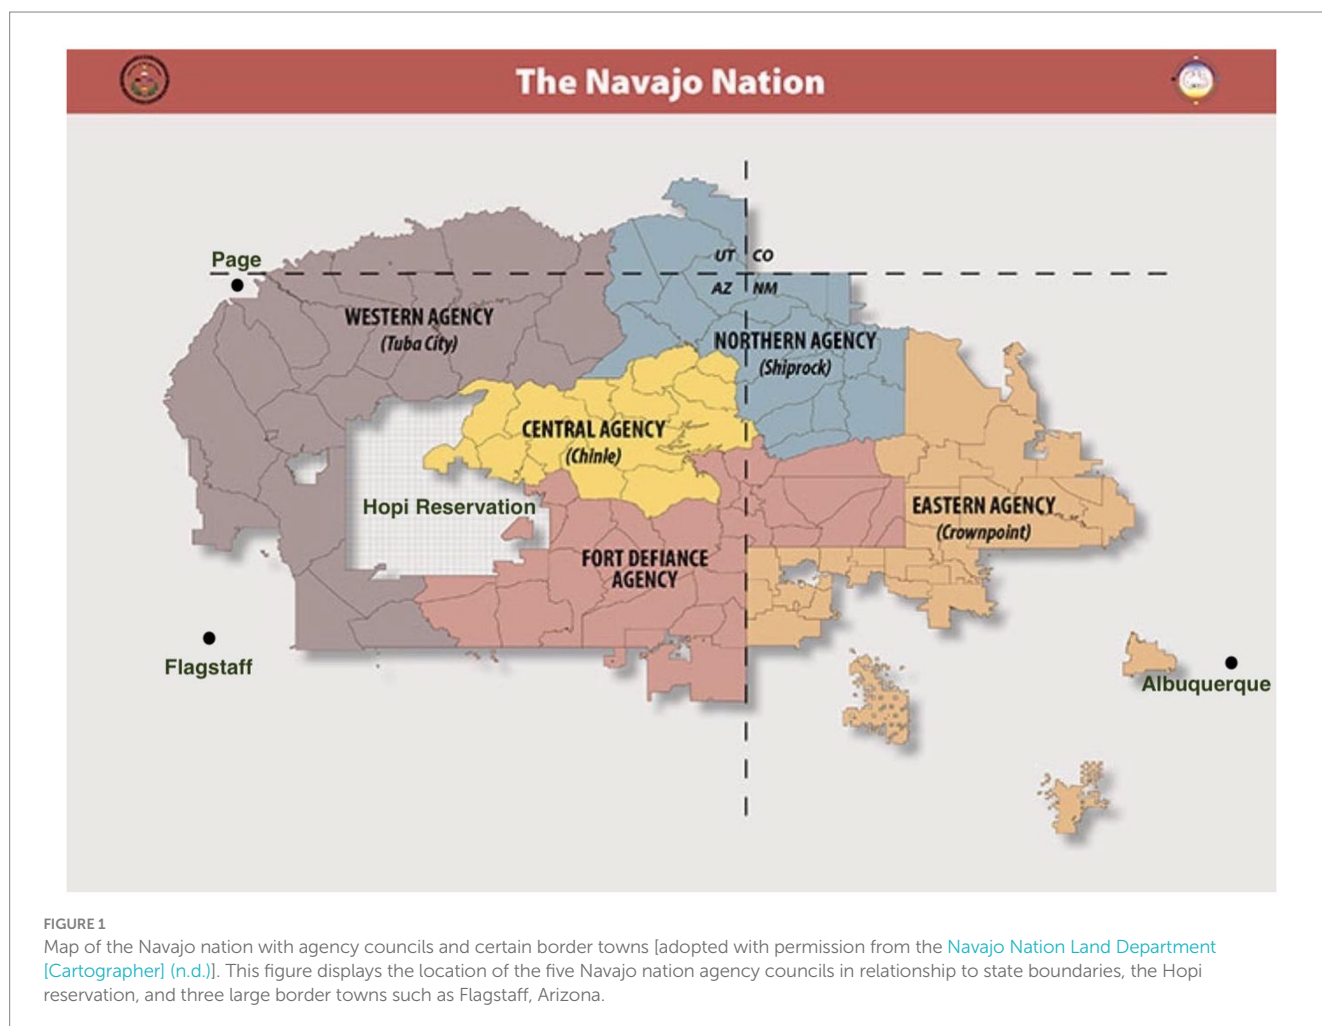 The Navajo Nation
Page
UT CO
AZ NM
WESTERN AGENCY
(Tuba City)
NORTHERN AGENCY
(Shiprock)
CENTRAL AGENCY
(Chinle)
Hopi Reservation
EASTERN AGENCY
(Crownpoint)
FORT DEFIANCE
AGENCY
Flagstaff
Albuquerque
FIGURE 1
Map of the Navajo nation with agency councils and certain border towns [adopted with permission from the Navajo Nation Land Department
[Cartographer] (n.d.)]. This figure displays the location of the five Navajo nation agency councils in relationship to state boundaries, the Hopi
reservation, and three large border towns such as Flagstaff, Arizona.